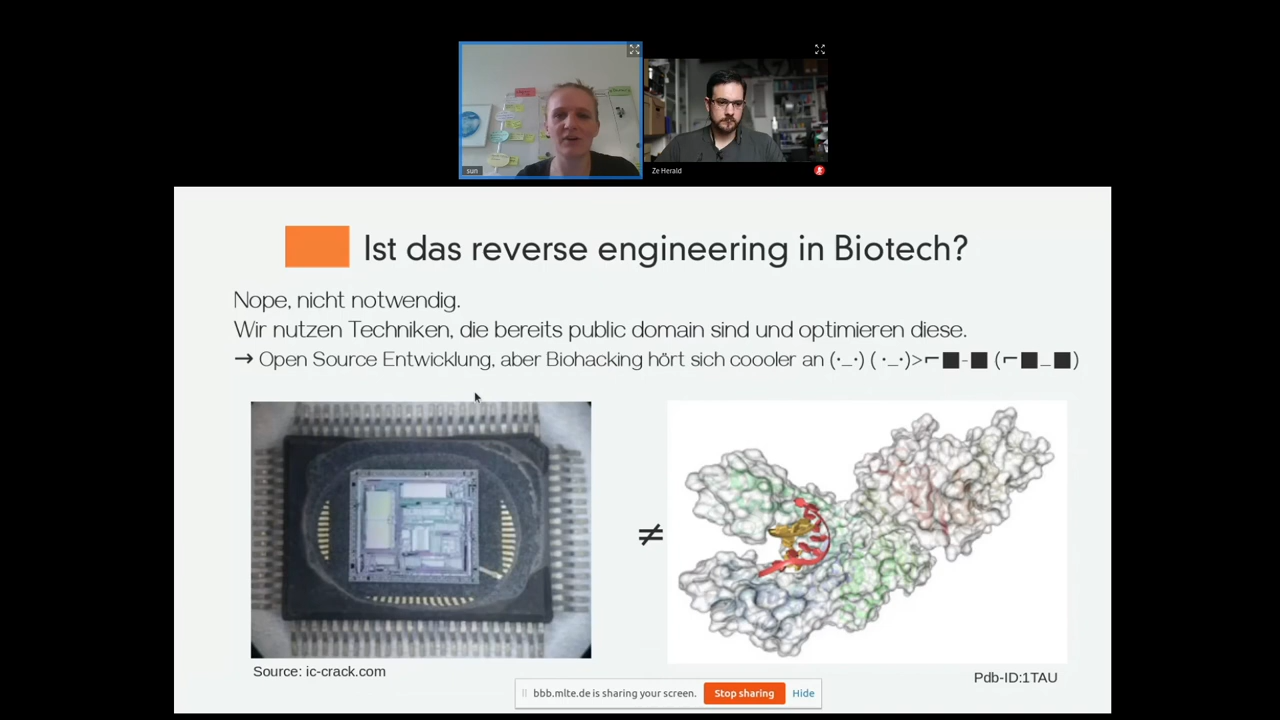 sun
Ze Herald
Ist das reverse engineering in Biotech?
Nope, nicht notwendig.
Wir nutzen Techniken, die bereits public domain sind und optimieren diese.
→ Open Source Entwicklung, aber Biohacking hört sich coooler an (·_·) ( ·_·)>⌐■-■ (⌐■_■)
≠
Source: ic-crack.com
Pdb-ID:1TAU
bbb.mlte.de is sharing your screen. Stop sharing Hide